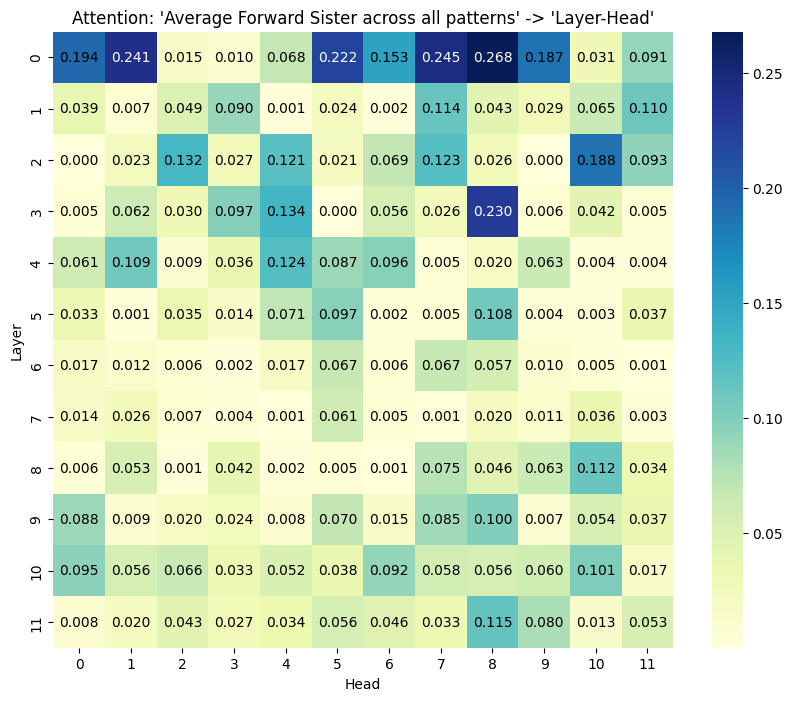 Attention: 'Average Forward Sister across all patterns' -> 'Layer-Head'
0 0.194 0.241 0.015 0.010 0.068 0.222 0.153 0.245 0.268 0.187 0.031 0.091
1 0.039 0.007 0.049 0.090 0.001 0.024 0.002 0.114 0.043 0.029 0.065 0.110
2 0.000 0.023 0.132 0.027 0.121 0.021 0.069 0.123 0.026 0.000 0.188 0.093
3 0.005 0.062 0.030 0.097 0.134 0.000 0.056 0.026 0.230 0.006 0.042 0.005
4 0.061 0.109 0.009 0.036 0.124 0.087 0.096 0.005 0.020 0.063 0.004 0.004
5 0.033 0.001 0.035 0.014 0.071 0.097 0.002 0.005 0.108 0.004 0.003 0.037
6 0.017 0.012 0.006 0.002 0.017 0.067 0.006 0.067 0.057 0.010 0.005 0.001
7 0.014 0.026 0.007 0.004 0.001 0.061 0.005 0.001 0.020 0.011 0.036 0.003
8 0.006 0.053 0.001 0.042 0.002 0.005 0.001 0.075 0.046 0.063 0.112 0.034
9 0.088 0.009 0.020 0.024 0.008 0.070 0.015 0.085 0.100 0.007 0.054 0.037
10 0.095 0.056 0.066 0.033 0.052 0.038 0.092 0.058 0.056 0.060 0.101 0.017
11 0.008 0.020 0.043 0.027 0.034 0.056 0.046 0.033 0.115 0.080 0.013 0.053
0 1 2 3 4 5 6 7 8 9 10 11
Head
Layer
0.25
0.20
0.15
0.10
0.05